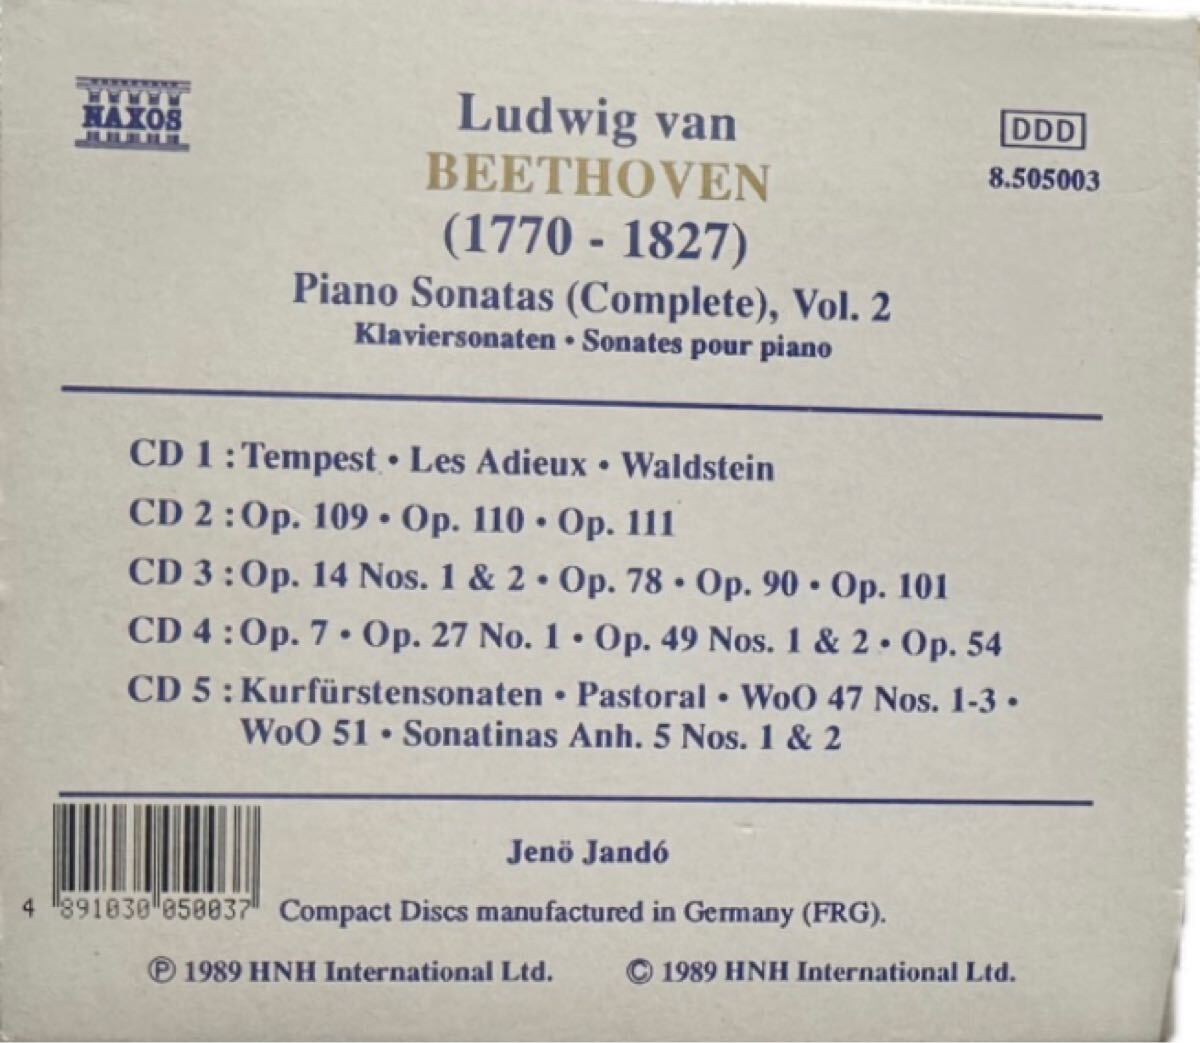 NAXOS
Ludwig van
BEETHOVEN
(1770 - 1827)
Piano Sonatas (Complete), Vol. 2
Klaviersonaten • Sonates pour piano
DDD
8.505003
CD 1 : Tempest • Les Adieux • Waldstein
CD 2 : Op. 109 • Op. 110 • Op. 111
CD 3 : Op. 14 Nos. 1 & 2 • Op. 78 • Op. 90 • Op. 101
CD 4 : Op. 7 • Op. 27 No. 1 • Op. 49 Nos. 1 & 2 • Op. 54
CD 5 : Kurfürstensonaten • Pastoral • WoO 47 Nos. 1-3 •
WoO 51 • Sonatinas Anh. 5 Nos. 1 & 2
Jenö Jandó
4 891030 050037
Compact Discs manufactured in Germany (FRG).
℗ 1989 HNH International Ltd. © 1989 HNH International Ltd.